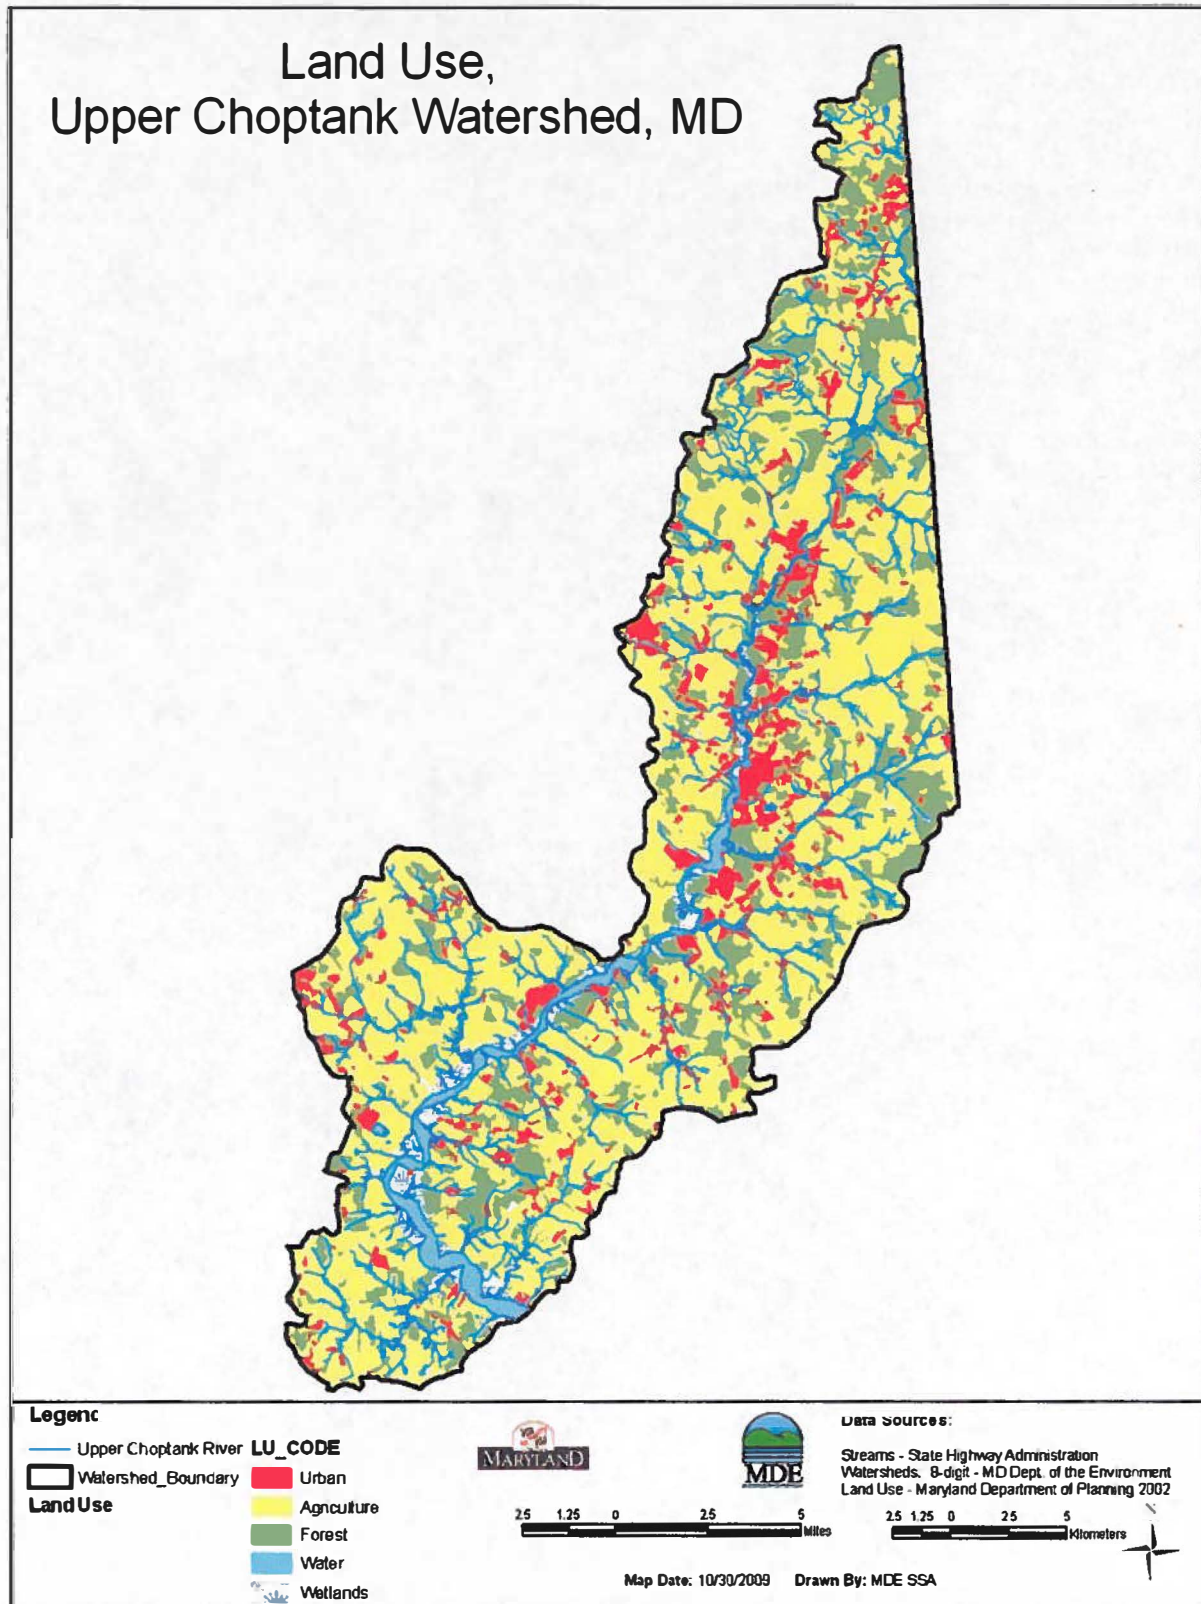 Land Use,
Upper Choptank Watershed, MD
Legenc
Upper Choptank River
Watershed_Boundary
Land Use
LU_CODE
Urban
Agriculture
Forest
Water
Wetlands
MARYLAND
MDE
2.5 1.25 0 2.5 5
Miles
Data Sources:
Streams - State Highway Administration
Watersheds, 8-digit - MD Dept. of the Environment
Land Use - Maryland Department of Planning 2002
2.5 1.25 0 2.5 5
Kilometers
Map Date: 10/30/2009 Drawn By: MDE SSA